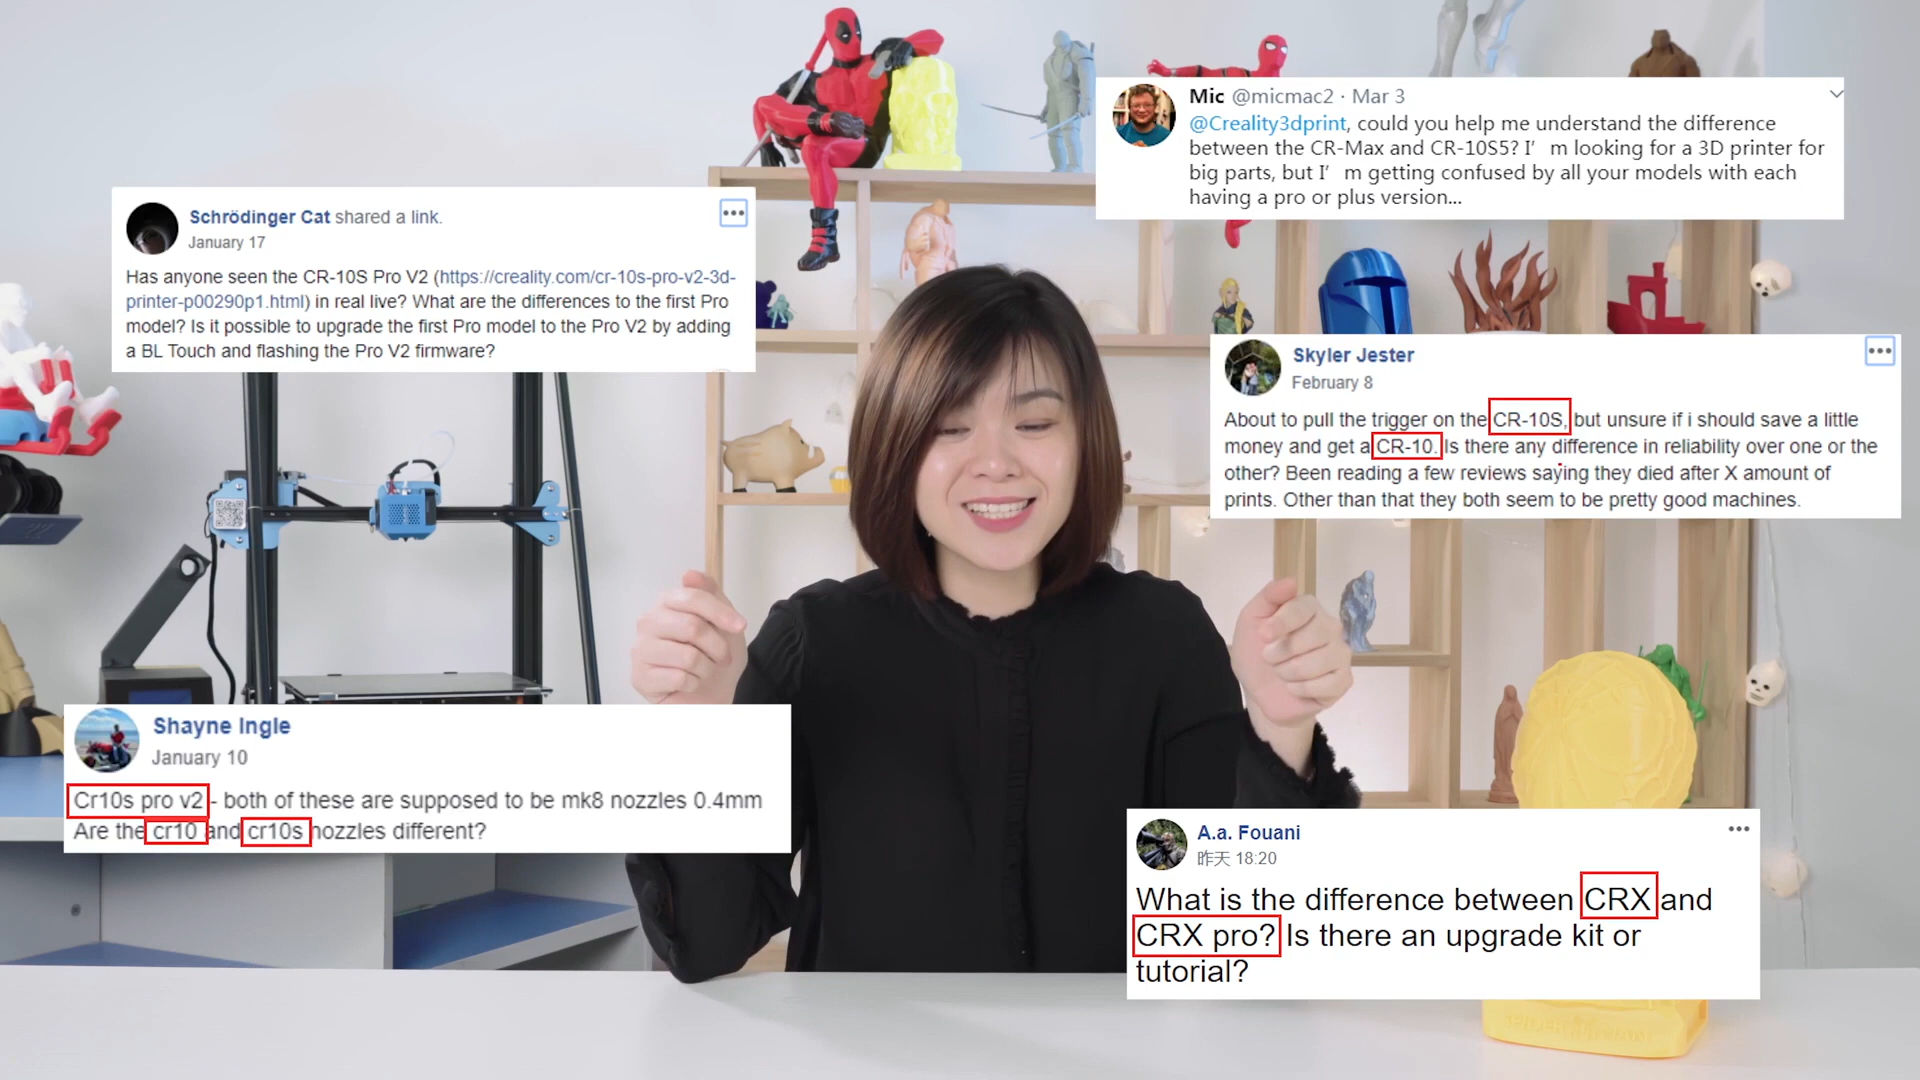 Mic @micmac2 · Mar 3
@Creality3dprint, could you help me understand the difference
between the CR-Max and CR-10S5? I' m looking for a 3D printer for
big parts, but I' m getting confused by all your models with each
having a pro or plus version...
Schrödinger Cat shared a link.
January 17
Has anyone seen the CR-10S Pro V2 (https://creality.com/cr-10s-pro-v2-3d-
printer-p00290p1.html) in real live? What are the differences to the first Pro
model? Is it possible to upgrade the first Pro model to the Pro V2 by adding
a BL Touch and flashing the Pro V2 firmware?
Skyler Jester
February 8
About to pull the trigger on the CR-10S, but unsure if i should save a little
money and get a CR-10. Is there any difference in reliability over one or the
other? Been reading a few reviews saying they died after X amount of
prints. Other than that they both seem to be pretty good machines.
Shayne Ingle
January 10
Cr10s pro v2 - both of these are supposed to be mk8 nozzles 0.4mm
Are the cr10 and cr10s nozzles different?
A.a. Fouani
昨天 18:20
What is the difference between CRX and
CRX pro? Is there an upgrade kit or
tutorial?